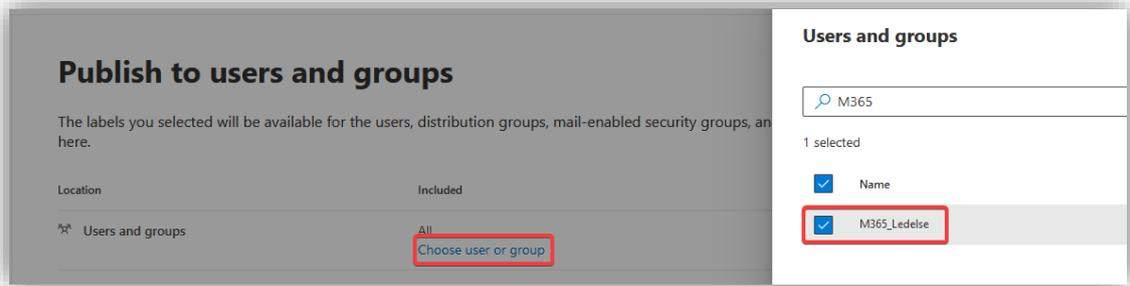 Publish to users and groups
The labels you selected will be available for the users, distribution groups, mail-enabled security groups, an
here.
Location Included
Users and groups All
Choose user or group
Users and groups
M365
1 selected
Name
M365_Ledelse